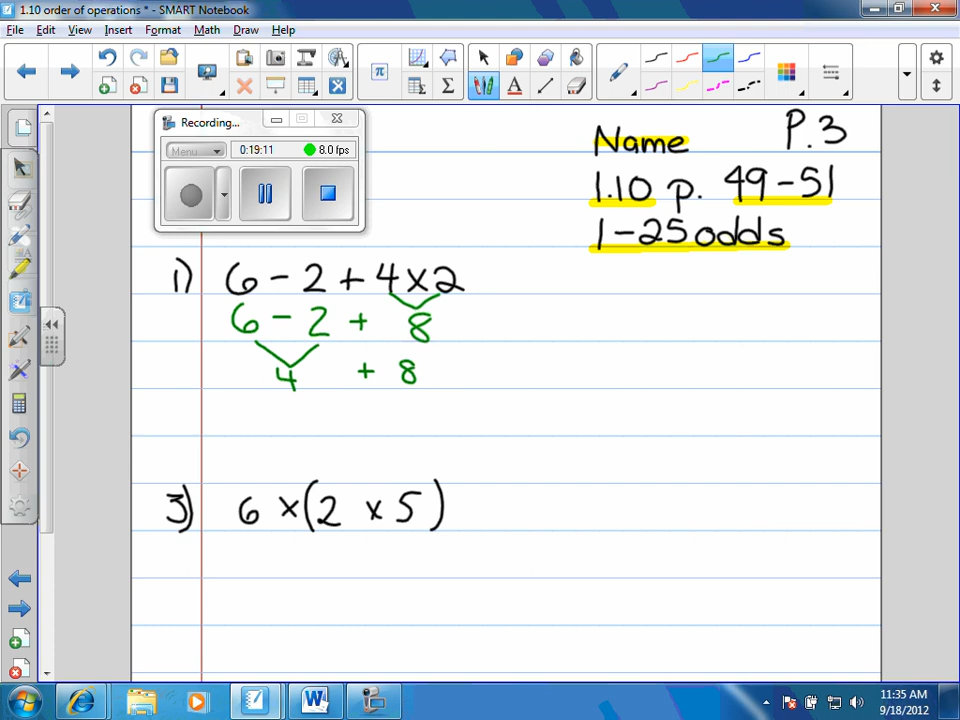 1.10 order of operations * - SMART Notebook
File Edit View Insert Format Math Draw Help
Recording...
Menu 0:19:11 8.0 fps
Name P.3
1.10 p. 49-51
1-25 odds
1) 6 - 2 + 4 x 2
6 - 2 + 8
4 + 8
3) 6 x (2 x 5)
11:35 AM
9/18/2012